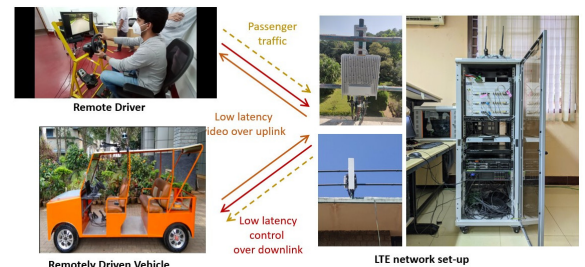 Passenger
traffic
Remote Driver
Low latency
video over uplink
Low latency
control
over downlink
Remotely Driven Vehicle
LTE network set-up